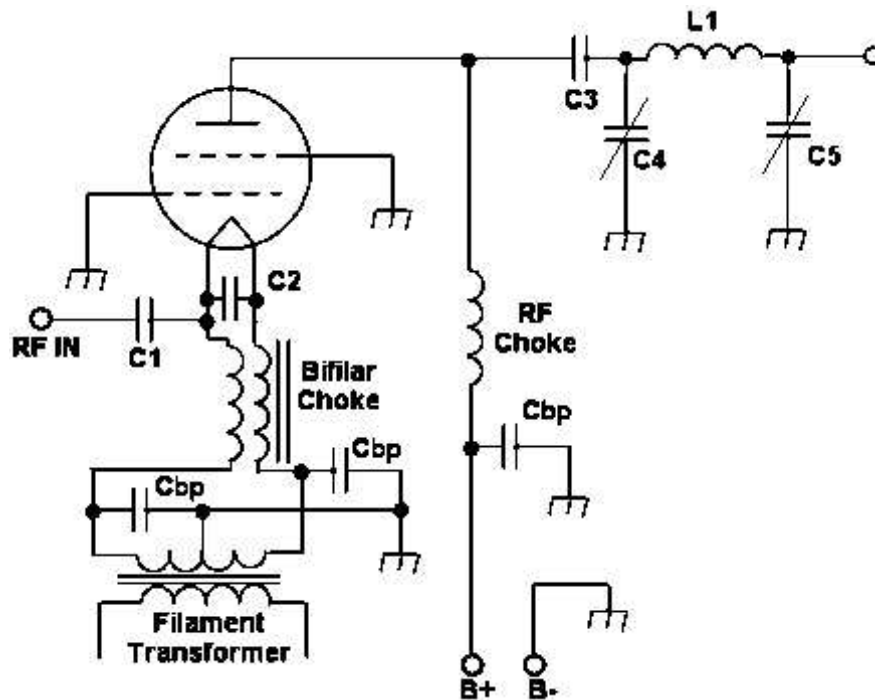 L1
C3
C4
C5
C2
RF IN
C1
RF
Choke
Bifilar
Choke
Cbp
Cbp
Cbp
Filament
Transformer
B+
B-